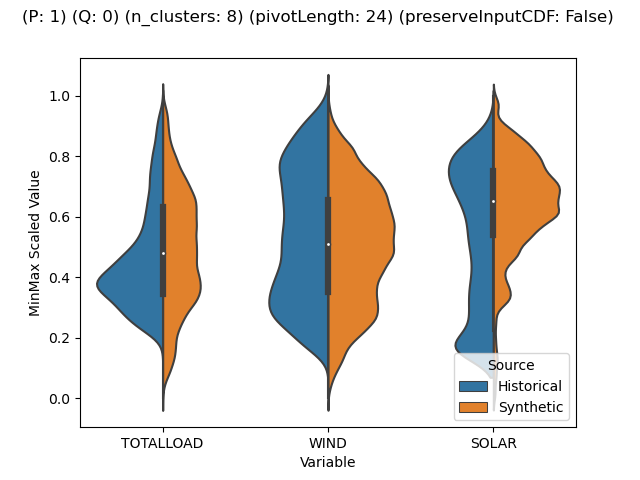 (P: 1) (Q: 0) (n_clusters: 8) (pivotLength: 24) (preserveInputCDF: False)
1.0
0.8
0.6
0.4
0.2
0.0
MinMax Scaled Value
TOTALLOAD WIND SOLAR
Variable
Source
Historical
Synthetic